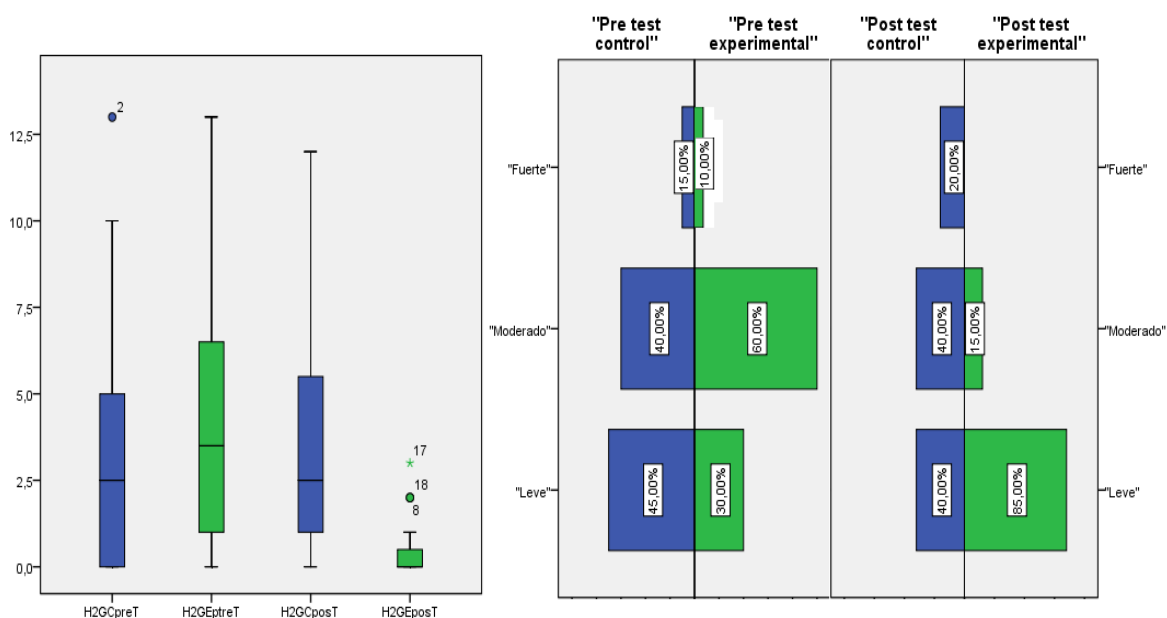 12,5
10,0
7,5
5,0
2,5
0,0
2
17
18
8
H2GCpreT
H2GEptreT
H2GCposT
H2GEposT
"Pre test
control"
"Pre test
experimental"
"Post test
control"
"Post test
experimental"
"Fuerte"
15,00%
10,00%
20,00%
"Fuerte"
"Moderado"
40,00%
60,00%
40,00%
15,00%
"Moderado"
"Leve"
45,00%
30,00%
40,00%
85,00%
"Leve"